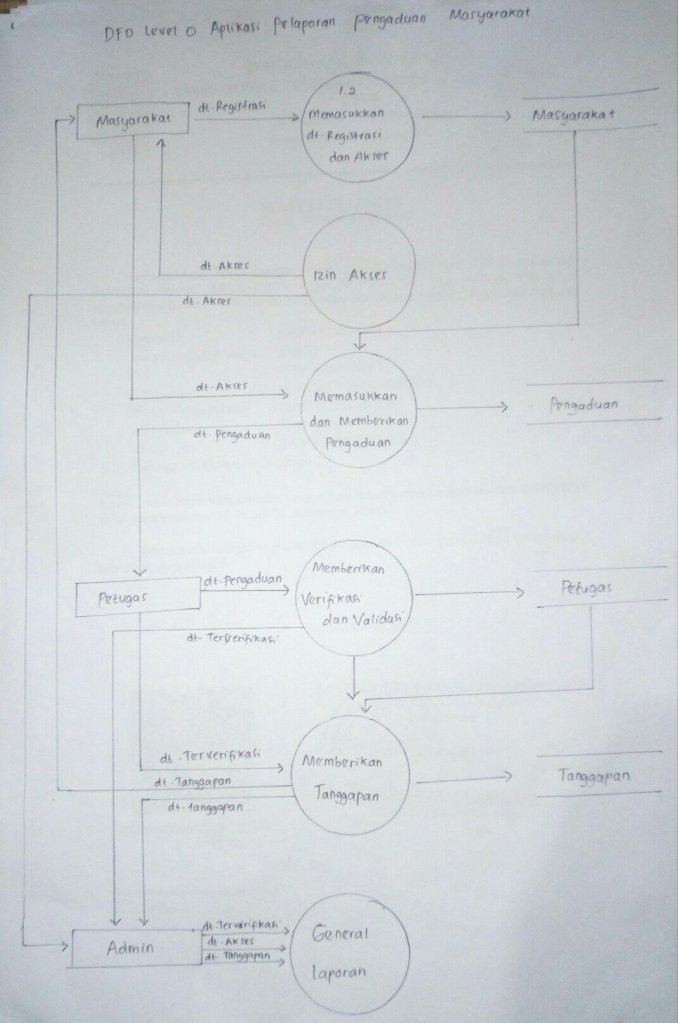 DFD Level 0 Aplikasi Pelaporan Pengaduan Masyarakat
Masyarakat
dt. Registrasi
1.2
Memasukkan
dt. Registrasi
dan Akses
Masyarakat
dt. Akses
Izin Akses
dt. Akses
dt. Akses
Memasukkan
dan Memberikan
Pengaduan
Pengaduan
dt. Pengaduan
Petugas
dt. Pengaduan
Memberikan
Verifikasi
dan Validasi
Petugas
dt. Terverifikasi
dt. Terverifikasi
Memberikan
Tanggapan
Tanggapan
dt. Tanggapan
dt. tanggapan
Admin
dt. Terverifikasi
dt. Akses
dt. Tanggapan
General
laporan